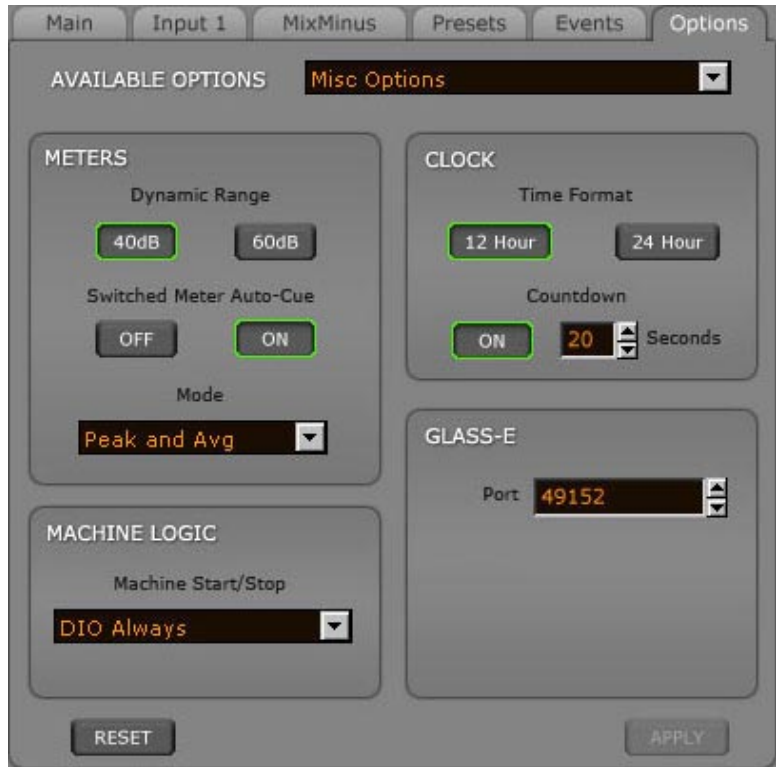 Main Input 1 MixMinus Presets Events Options
AVAILABLE OPTIONS Misc Options
METERS
Dynamic Range
40dB 60dB
Switched Meter Auto-Cue
OFF ON
Mode
Peak and Avg
MACHINE LOGIC
Machine Start/Stop
DIO Always
CLOCK
Time Format
12 Hour 24 Hour
Countdown
ON 20 Seconds
GLASS-E
Port 49152
RESET APPLY